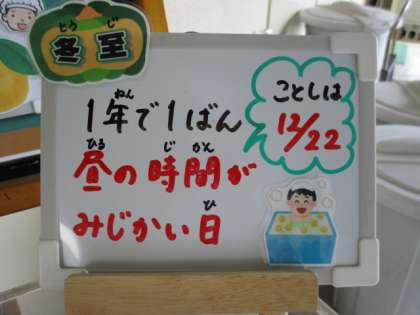 とうじ
冬至
ことしは
12/22
1年で1ばん
ねん
昼の時間が
ひる じ かん
みじかい日
ひ